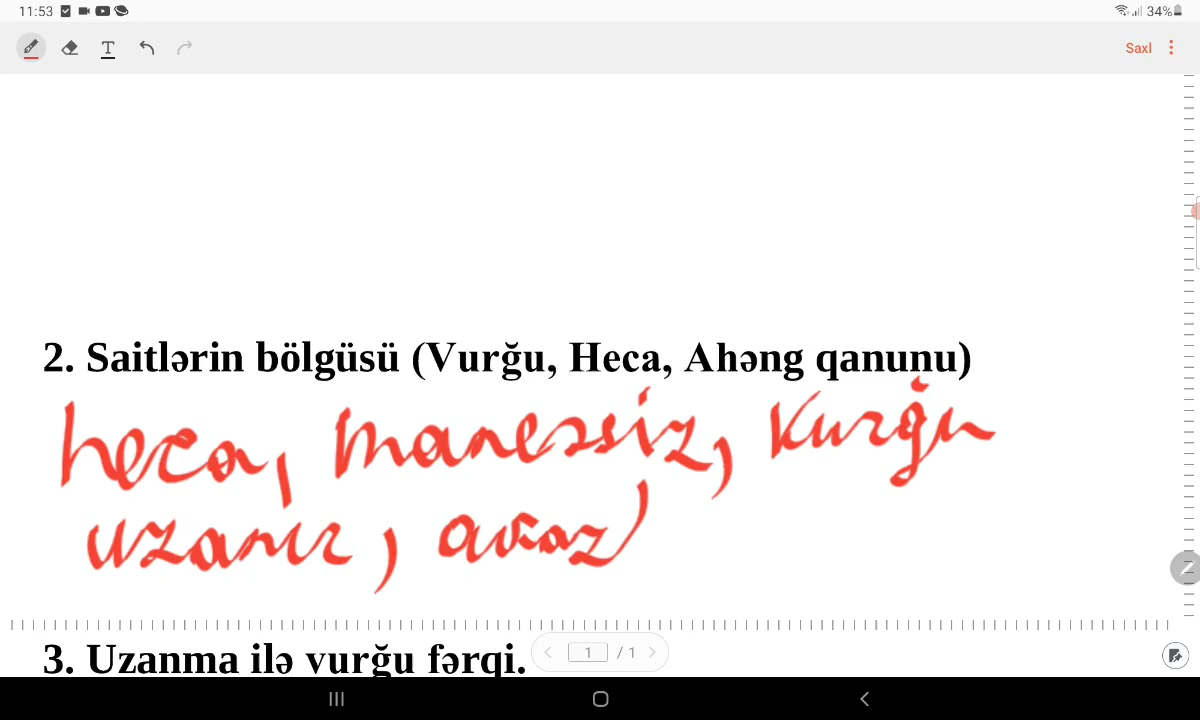 11:53
34%
T
Saxl
2. Saitlərin bölgüsü (Vurğu, Heca, Ahəng qanunu)
heca, maneəsiz, vurğu
uzanır, avaz,
3. Uzanma ilə vurğu fərqi.
1 / 1